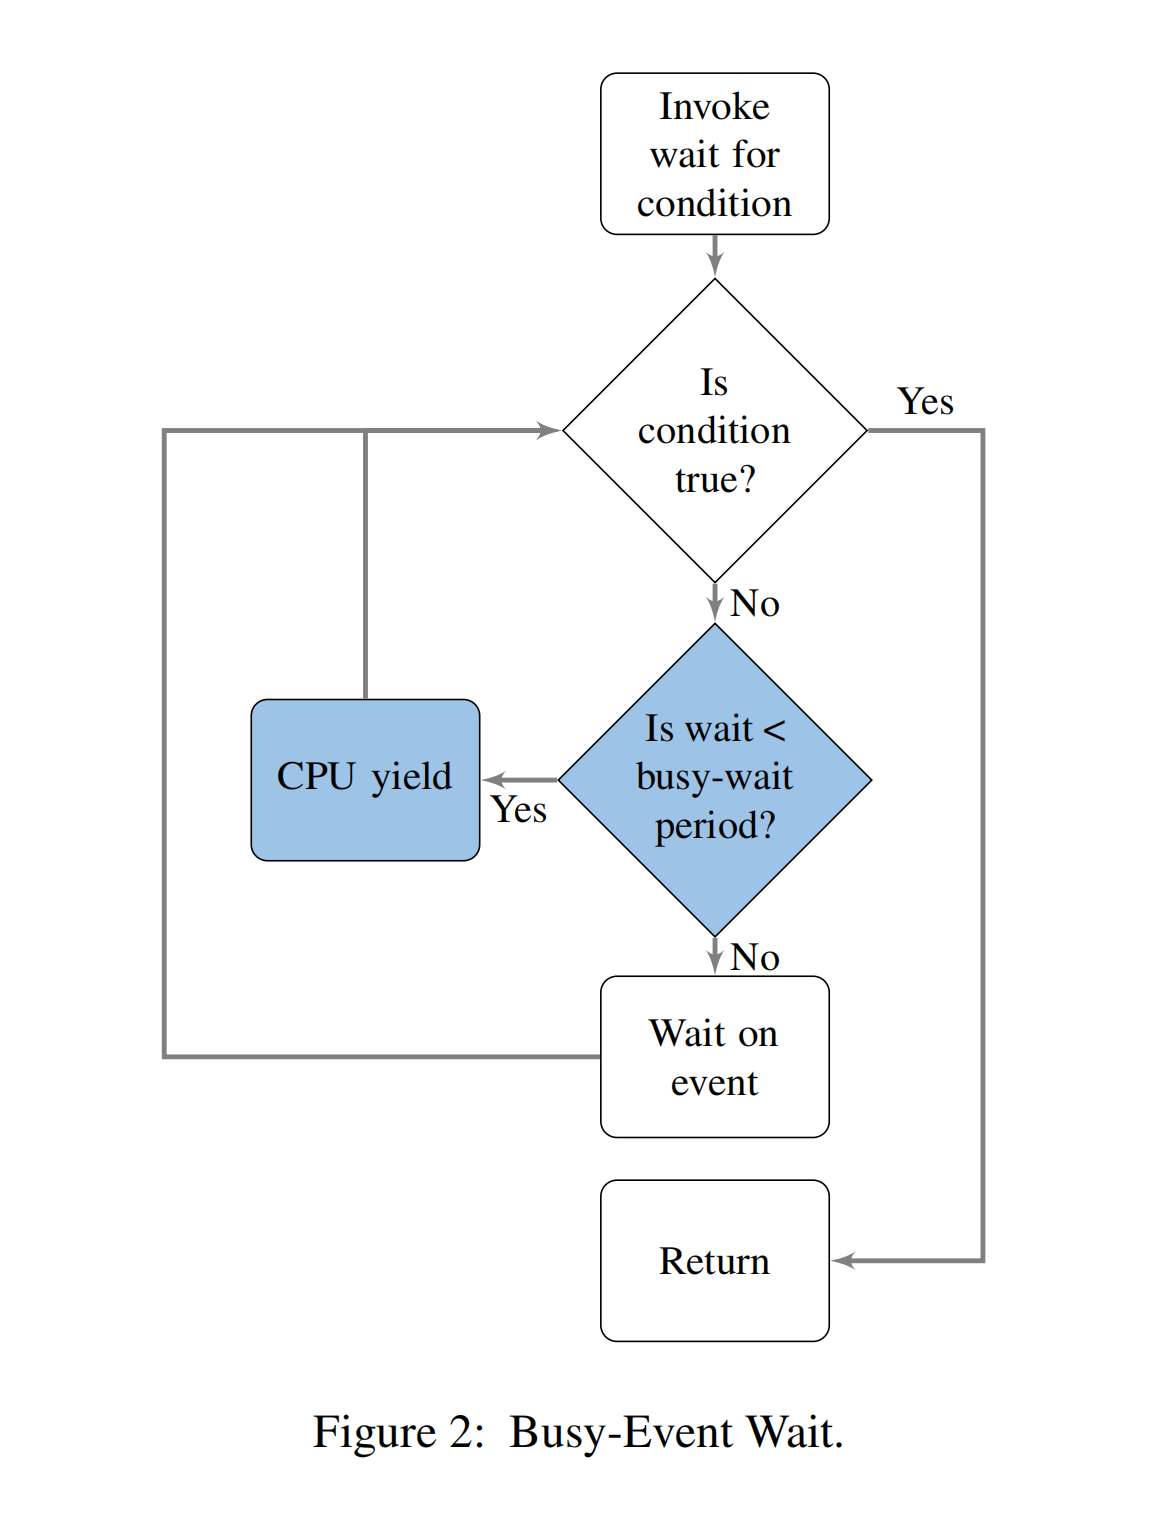 Invoke
wait for
condition
Is
condition
true?
Yes
No
Is wait <
busy-wait
period?
CPU yield
Yes
No
Wait on
event
Return
Figure 2: Busy-Event Wait.